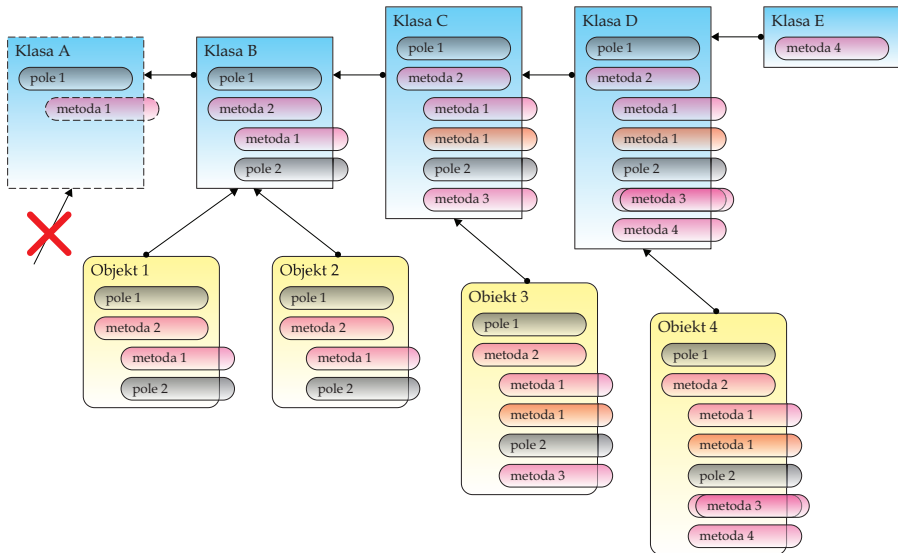 Klasa A
pole 1
metoda 1
Klasa B
pole 1
metoda 2
metoda 1
pole 2
Klasa C
pole 1
metoda 2
metoda 1
metoda 1
pole 2
metoda 3
Klasa D
pole 1
metoda 2
metoda 1
metoda 1
pole 2
metoda 3
metoda 4
Klasa E
metoda 4
Objekt 1
pole 1
metoda 2
metoda 1
pole 2
Objekt 2
pole 1
metoda 2
metoda 1
pole 2
Obiekt 3
pole 1
metoda 2
metoda 1
metoda 1
pole 2
metoda 3
Obiekt 4
pole 1
metoda 2
metoda 1
metoda 1
pole 2
metoda 3
metoda 4